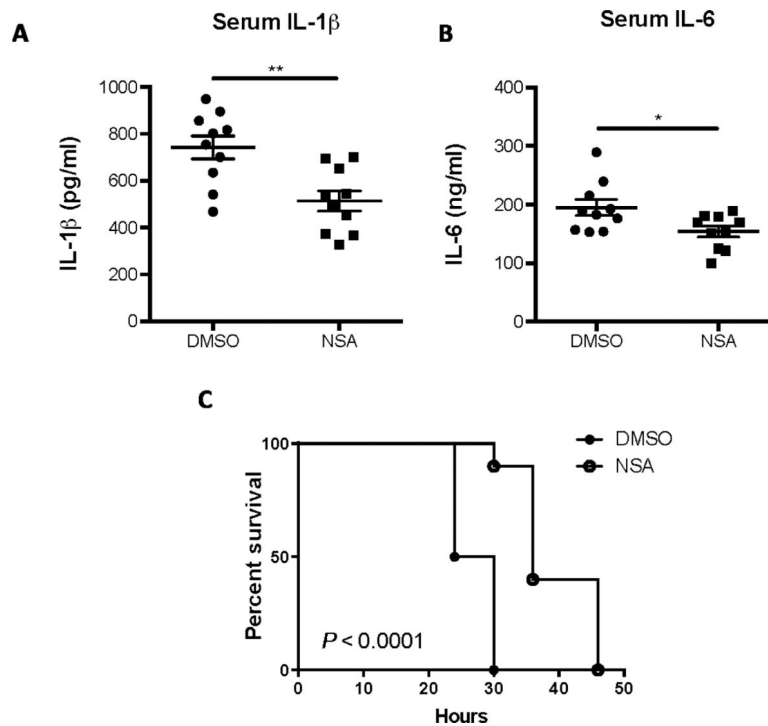 A
Serum IL-1β
**
IL-1β (pg/ml)
1000
800
600
400
200
0
DMSO
NSA
B
Serum IL-6
*
IL-6 (ng/ml)
400
300
200
100
0
DMSO
NSA
C
DMSO
NSA
Percent survival
100
50
0
P < 0.0001
0
10
20
30
40
50
Hours